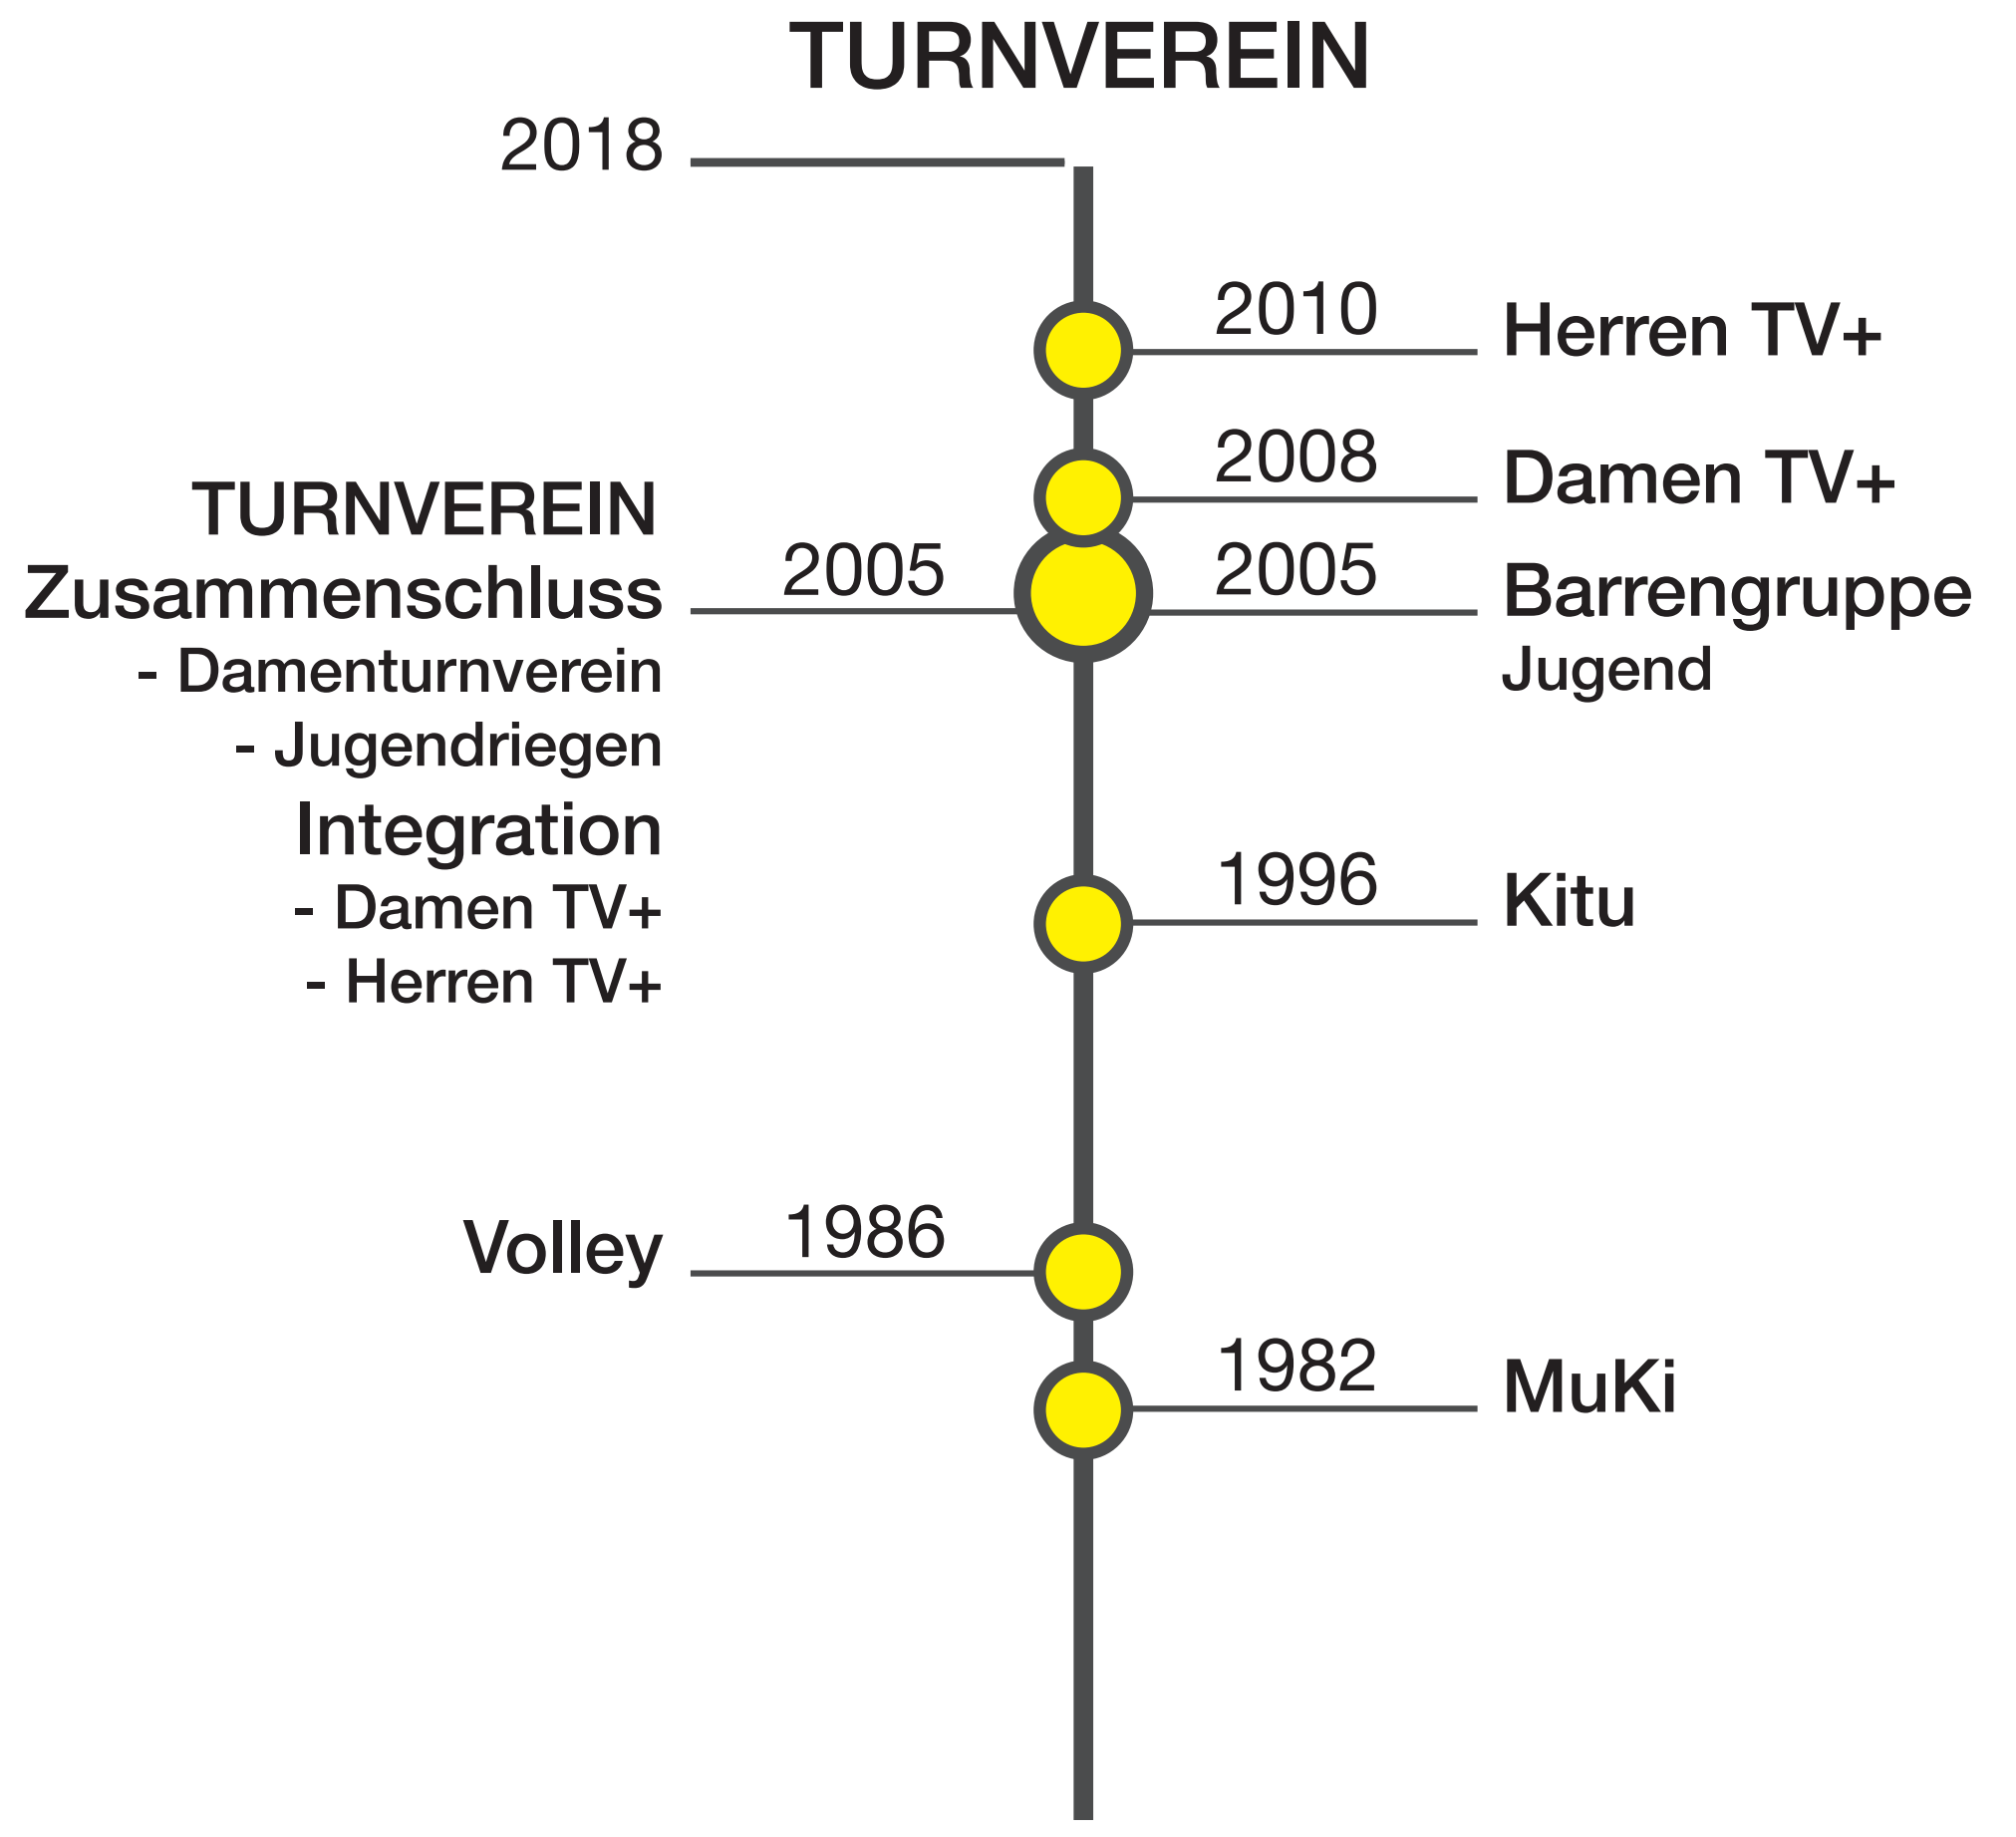 TURNVEREIN
2018
2010
Herren TV+
2008
Damen TV+
TURNVEREIN
Zusammenschluss
- Damenturnverein
- Jugendriegen
Integration
- Damen TV+
- Herren TV+
2005
2005
Barrengruppe
Jugend
1996
Kitu
Volley
1986
1982
MuKi